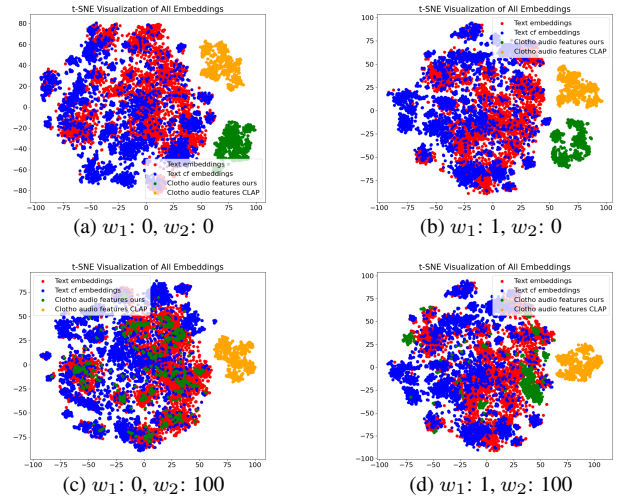 t-SNE Visualization of All Embeddings
80
60
40
20
0
−20
−40
−60
−80
Text embeddings
Text cf embeddings
Clotho audio features ours
Clotho audio features CLAP
−100 −75 −50 −25 0 25 50 75 100
(a) w1: 0, w2: 0
t-SNE Visualization of All Embeddings
100
75
50
25
0
−25
−50
−75
Text embeddings
Text cf embeddings
Clotho audio features ours
Clotho audio features CLAP
−100 −75 −50 −25 0 25 50 75 100
(b) w1: 1, w2: 0
t-SNE Visualization of All Embeddings
75
50
25
0
−25
−50
−75
Text embeddings
Text cf embeddings
Clotho audio features ours
Clotho audio features CLAP
−100 −75 −50 −25 0 25 50 75 100
(c) w1: 0, w2: 100
t-SNE Visualization of All Embeddings
100
75
50
25
0
−25
−50
−75
Text embeddings
Text cf embeddings
Clotho audio features ours
Clotho audio features CLAP
−100 −75 −50 −25 0 25 50 75 100
(d) w1: 1, w2: 100